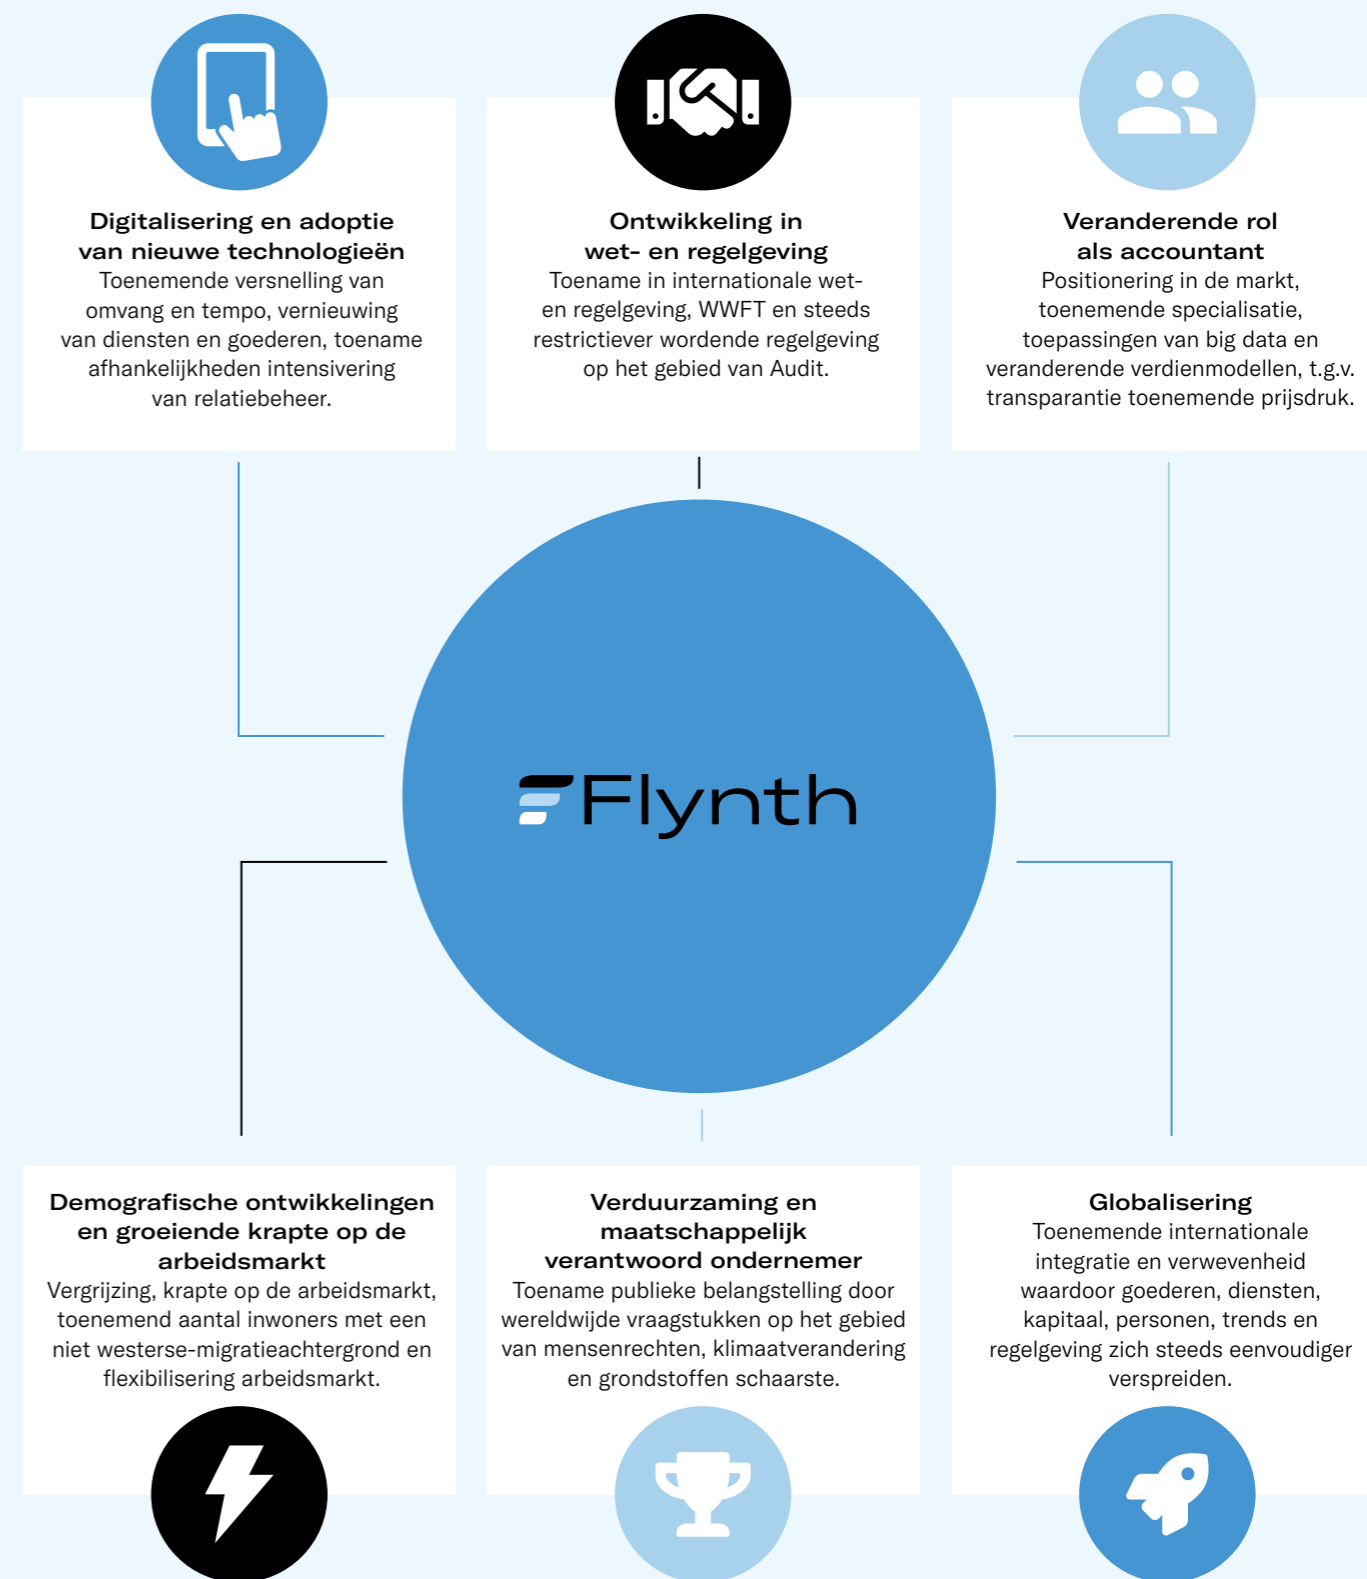 Digitalisering en adoptie
van nieuwe technologieën
Toenemende versnelling van
omvang en tempo, vernieuwing
van diensten en goederen, toename
afhankelijkheden intensivering
van relatiebeheer.
Ontwikkeling in
wet- en regelgeving
Toename in internationale wet-
en regelgeving, WWFT en steeds
restrictiever wordende regelgeving
op het gebied van Audit.
Veranderende rol
als accountant
Positionering in de markt,
toenemende specialisatie,
toepassingen van big data en
veranderende verdienmodellen, t.g.v.
transparantie toenemende prijsdruk.
Flynth
Demografische ontwikkelingen
en groeiende krapte op de
arbeidsmarkt
Vergrijzing, krapte op de arbeidsmarkt,
toenemend aantal inwoners met een
niet westerse-migratieachtergrond en
flexibilisering arbeidsmarkt.
Verduurzaming en
maatschappelijk
verantwoord ondernemer
Toename publieke belangstelling door
wereldwijde vraagstukken op het gebied
van mensenrechten, klimaatverandering
en grondstoffen schaarste.
Globalisering
Toenemende internationale
integratie en verwevenheid
waardoor goederen, diensten,
kapitaal, personen, trends en
regelgeving zich steeds eenvoudiger
verspreiden.